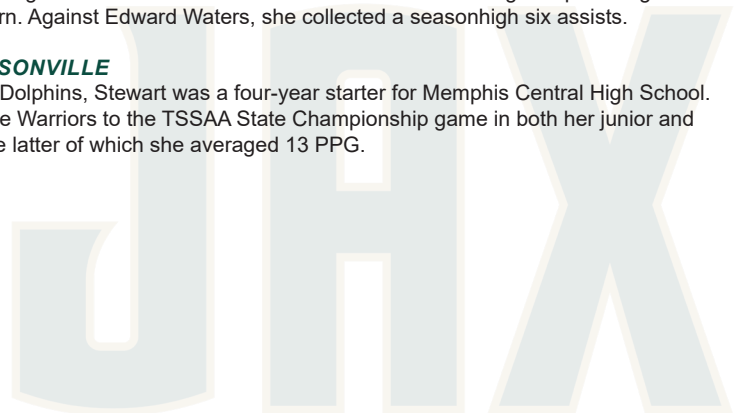 rn. Against Edward Waters, she collected a seasonhigh six assists.
SONVILLE
Dolphins, Stewart was a four-year starter for Memphis Central High School.
e Warriors to the TSSAA State Championship game in both her junior and
e latter of which she averaged 13 PPG.
JAX